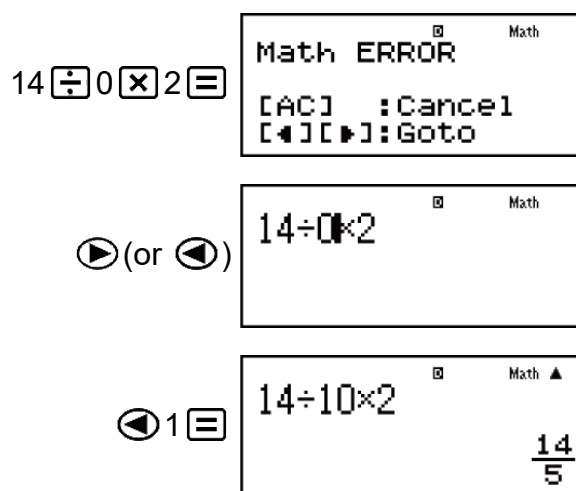 14 ÷ 0 × 2 =
D Math
Math ERROR
[AC] :Cancel
[◀][▶]:Goto
▶ (or ◀)
D Math
14÷0×2
◀ 1 =
D Math ▲
14÷10×2
14
5